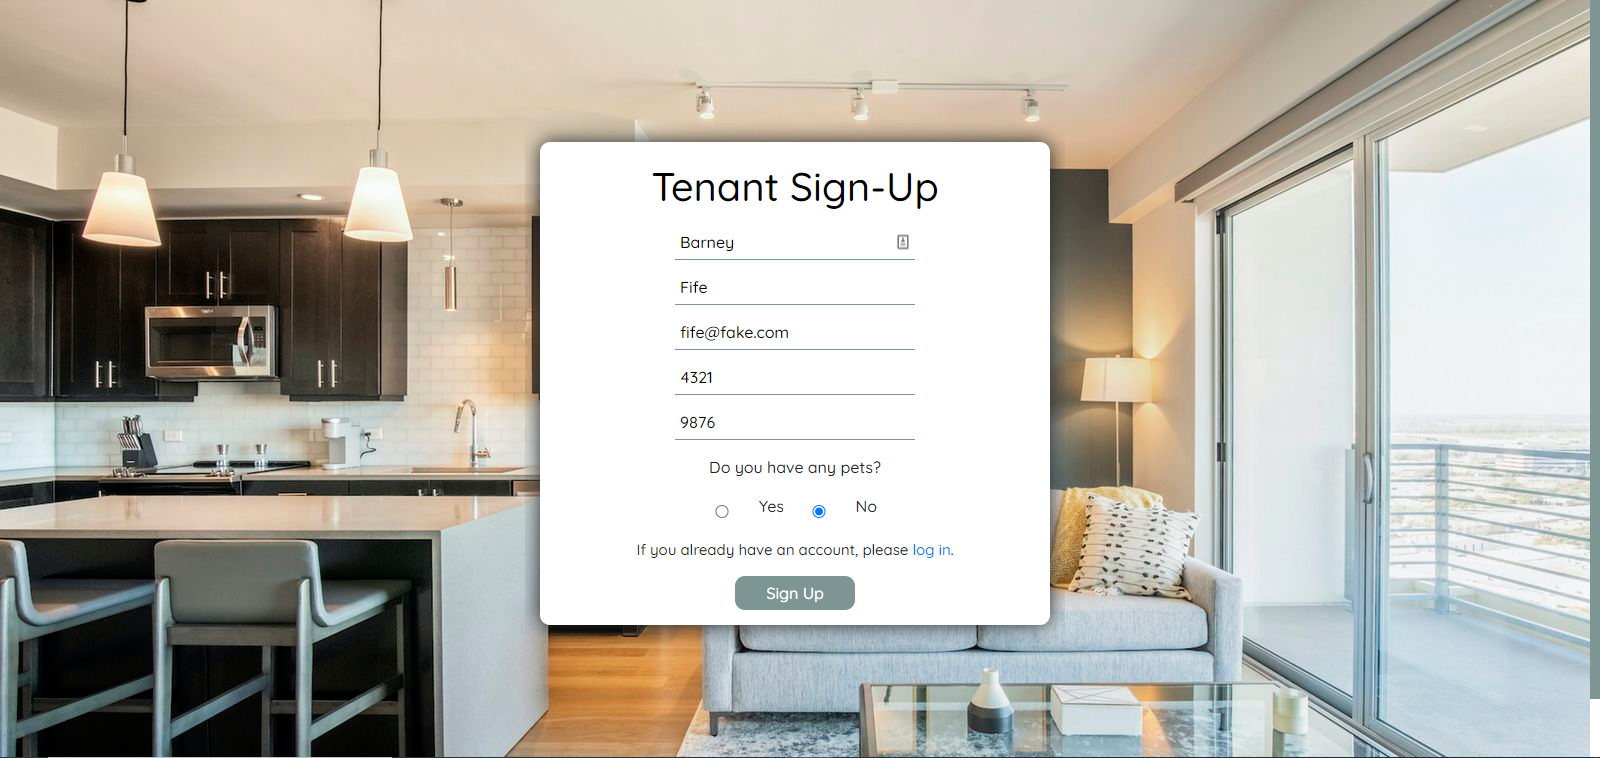 Tenant Sign-Up
Barney
Fife
fife@fake.com
4321
9876
Do you have any pets?
Yes No
If you already have an account, please log in.
Sign Up